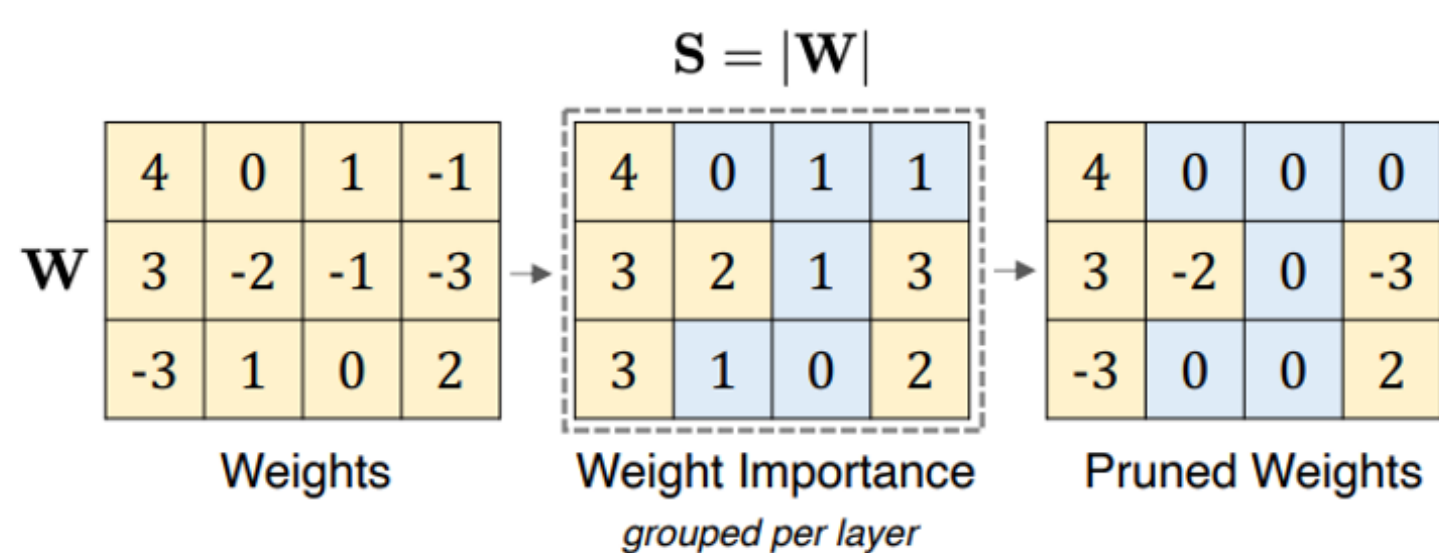 S = |W|
4 0 1 -1 4 0 1 1 4 0 0 0
W 3 -2 -1 -3 3 2 1 3 3 -2 0 -3
-3 1 0 2 3 1 0 2 -3 0 0 2
Weights Weight Importance Pruned Weights
grouped per layer